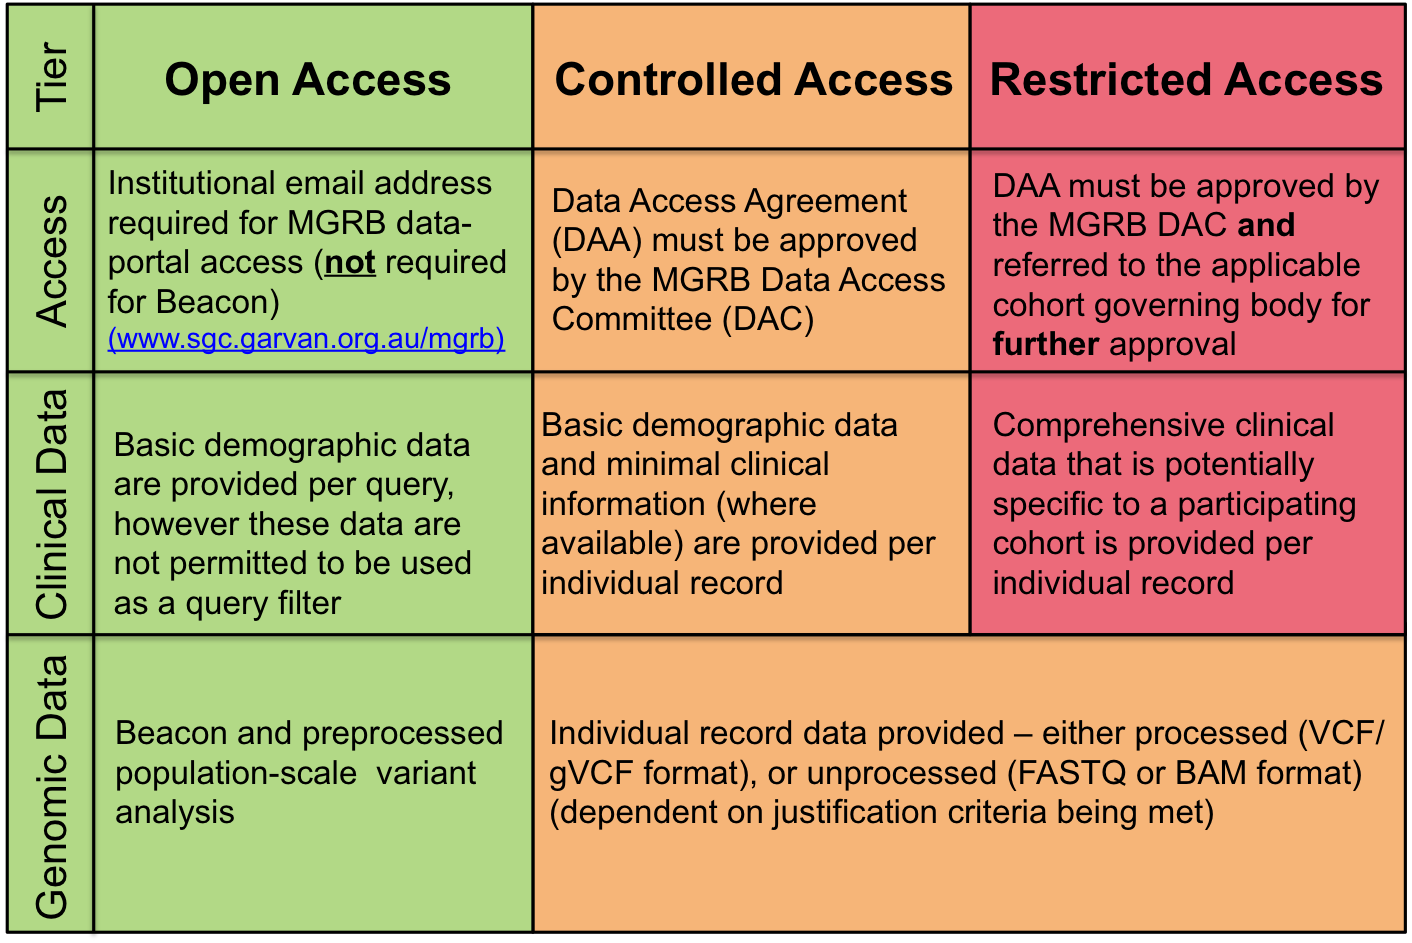 Tier
Open Access
Controlled Access
Restricted Access
Access
Institutional email address
required for MGRB data-
portal access (not required
for Beacon)
(www.sgc.garvan.org.au/mgrb)
Data Access Agreement
(DAA) must be approved
by the MGRB Data Access
Committee (DAC)
DAA must be approved by
the MGRB DAC and
referred to the applicable
cohort governing body for
further approval
Clinical Data
Basic demographic data
are provided per query,
however these data are
not permitted to be used
as a query filter
Basic demographic data
and minimal clinical
information (where
available) are provided per
individual record
Comprehensive clinical
data that is potentially
specific to a participating
cohort is provided per
individual record
Genomic Data
Beacon and preprocessed
population-scale  variant
analysis
Individual record data provided – either processed (VCF/
gVCF format), or unprocessed (FASTQ or BAM format)
(dependent on justification criteria being met)